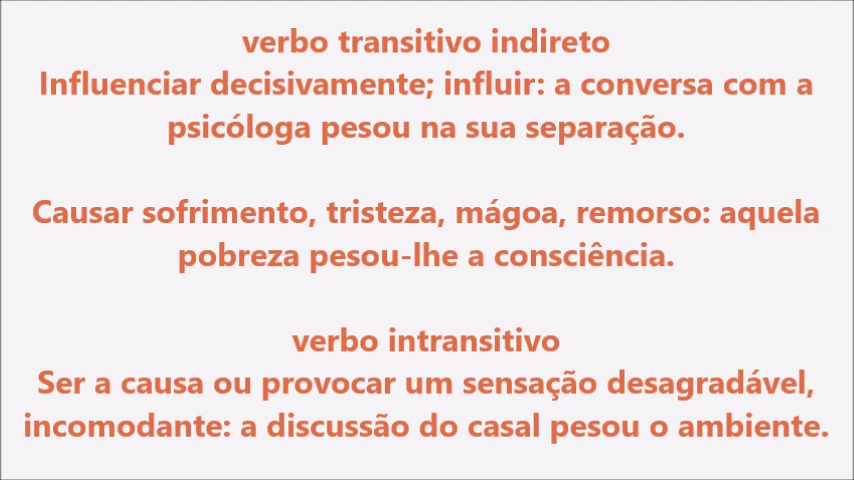 verbo transitivo indireto
Influenciar decisivamente; influir: a conversa com a
psicóloga pesou na sua separação.
Causar sofrimento, tristeza, mágoa, remorso: aquela
pobreza pesou-lhe a consciência.
verbo intransitivo
Ser a causa ou provocar um sensação desagradável,
incomodante: a discussão do casal pesou o ambiente.